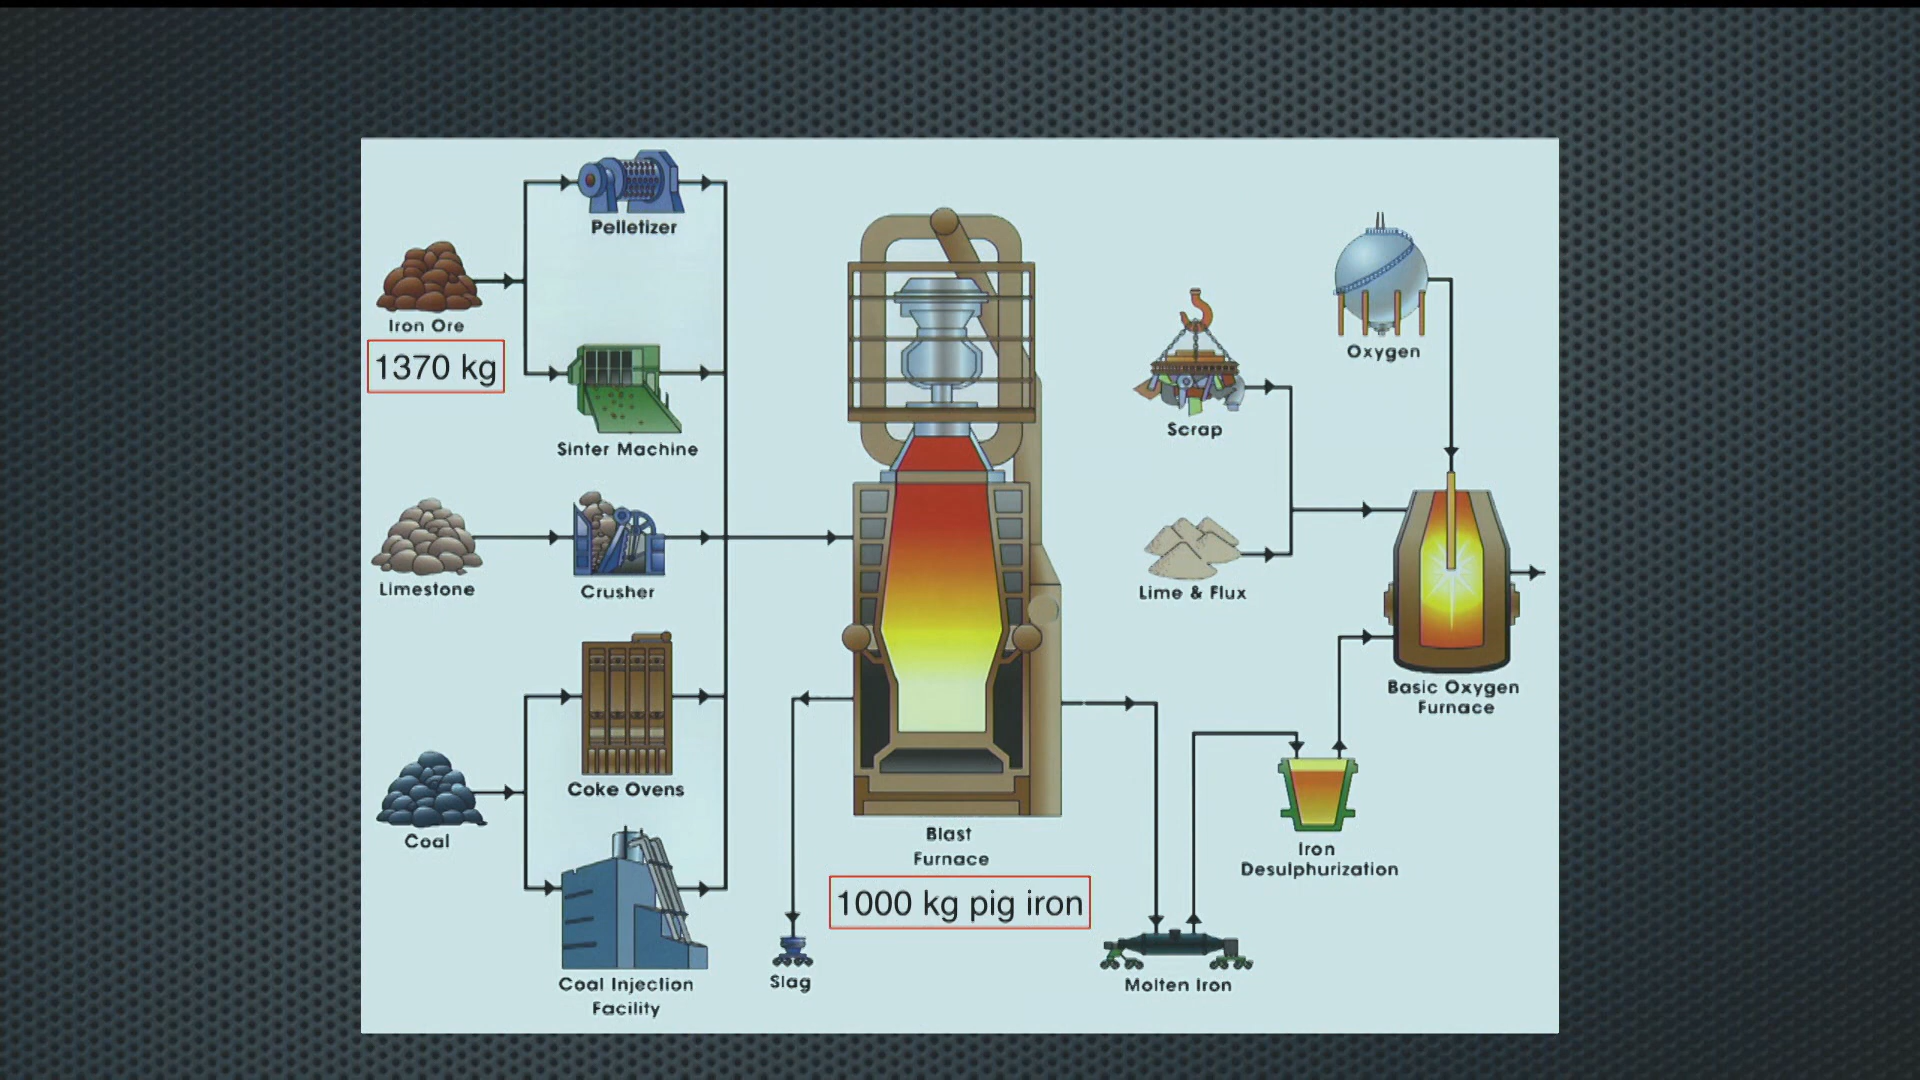 Pelletizer
Iron Ore
1370 kg
Sinter Machine
Limestone
Crusher
Coke Ovens
Coal
Coal Injection
Facility
Blast
Furnace
1000 kg pig iron
Slag
Oxygen
Scrap
Lime & Flux
Basic Oxygen
Furnace
Iron
Desulphurization
Molten Iron